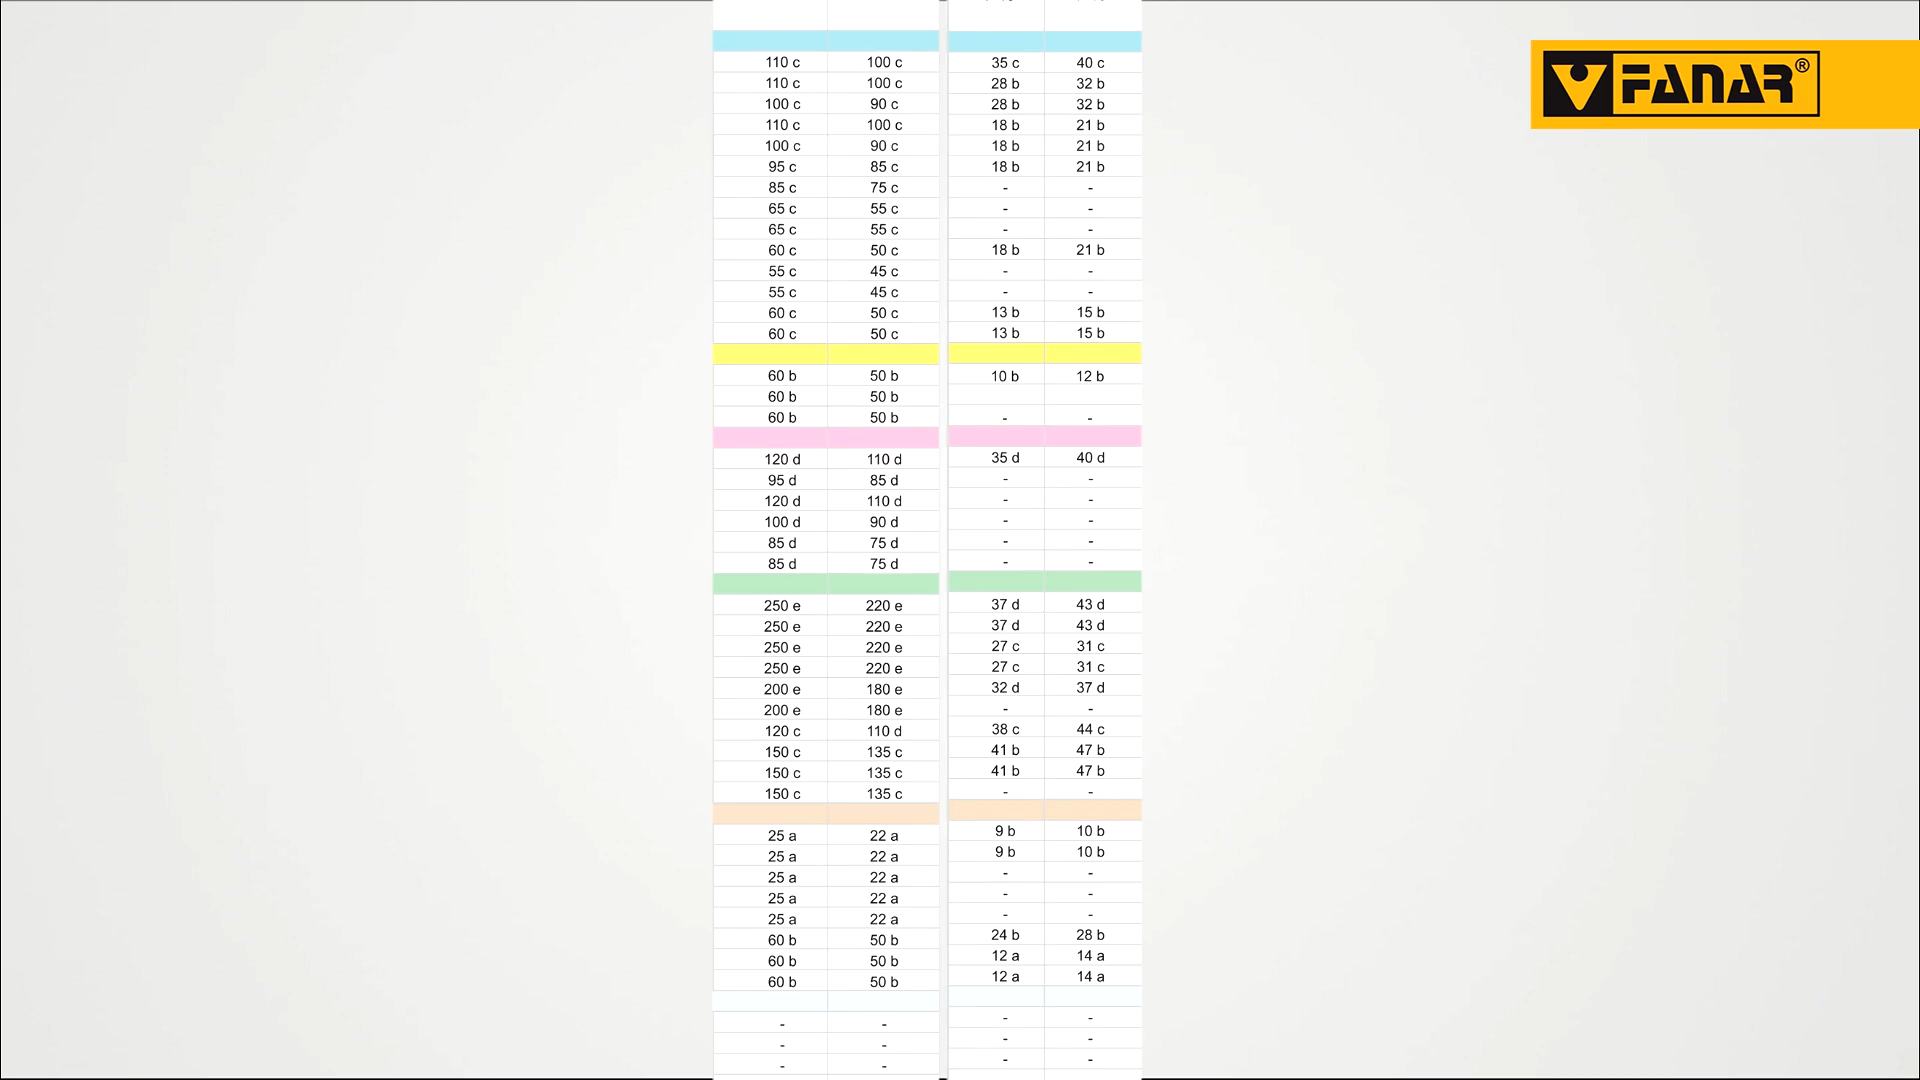 FANAR®
110 c 100 c 35 c 40 c
110 c 100 c 28 b 32 b
100 c 90 c 28 b 32 b
110 c 100 c 18 b 21 b
100 c 90 c 18 b 21 b
95 c 85 c 18 b 21 b
85 c 75 c - -
65 c 55 c - -
65 c 55 c - -
60 c 50 c 18 b 21 b
55 c 45 c - -
55 c 45 c - -
60 c 50 c 13 b 15 b
60 c 50 c 13 b 15 b
60 b 50 b 10 b 12 b
60 b 50 b
60 b 50 b - -
120 d 110 d 35 d 40 d
95 d 85 d - -
120 d 110 d - -
100 d 90 d - -
85 d 75 d - -
85 d 75 d - -
250 e 220 e 37 d 43 d
250 e 220 e 37 d 43 d
250 e 220 e 27 c 31 c
250 e 220 e 27 c 31 c
200 e 180 e 32 d 37 d
200 e 180 e - -
120 c 110 d 38 c 44 c
150 c 135 c 41 b 47 b
150 c 135 c 41 b 47 b
150 c 135 c - -
25 a 22 a 9 b 10 b
25 a 22 a 9 b 10 b
25 a 22 a - -
25 a 22 a - -
25 a 22 a - -
60 b 50 b 24 b 28 b
60 b 50 b 12 a 14 a
60 b 50 b 12 a 14 a
- - - -
- - - -
- - - -